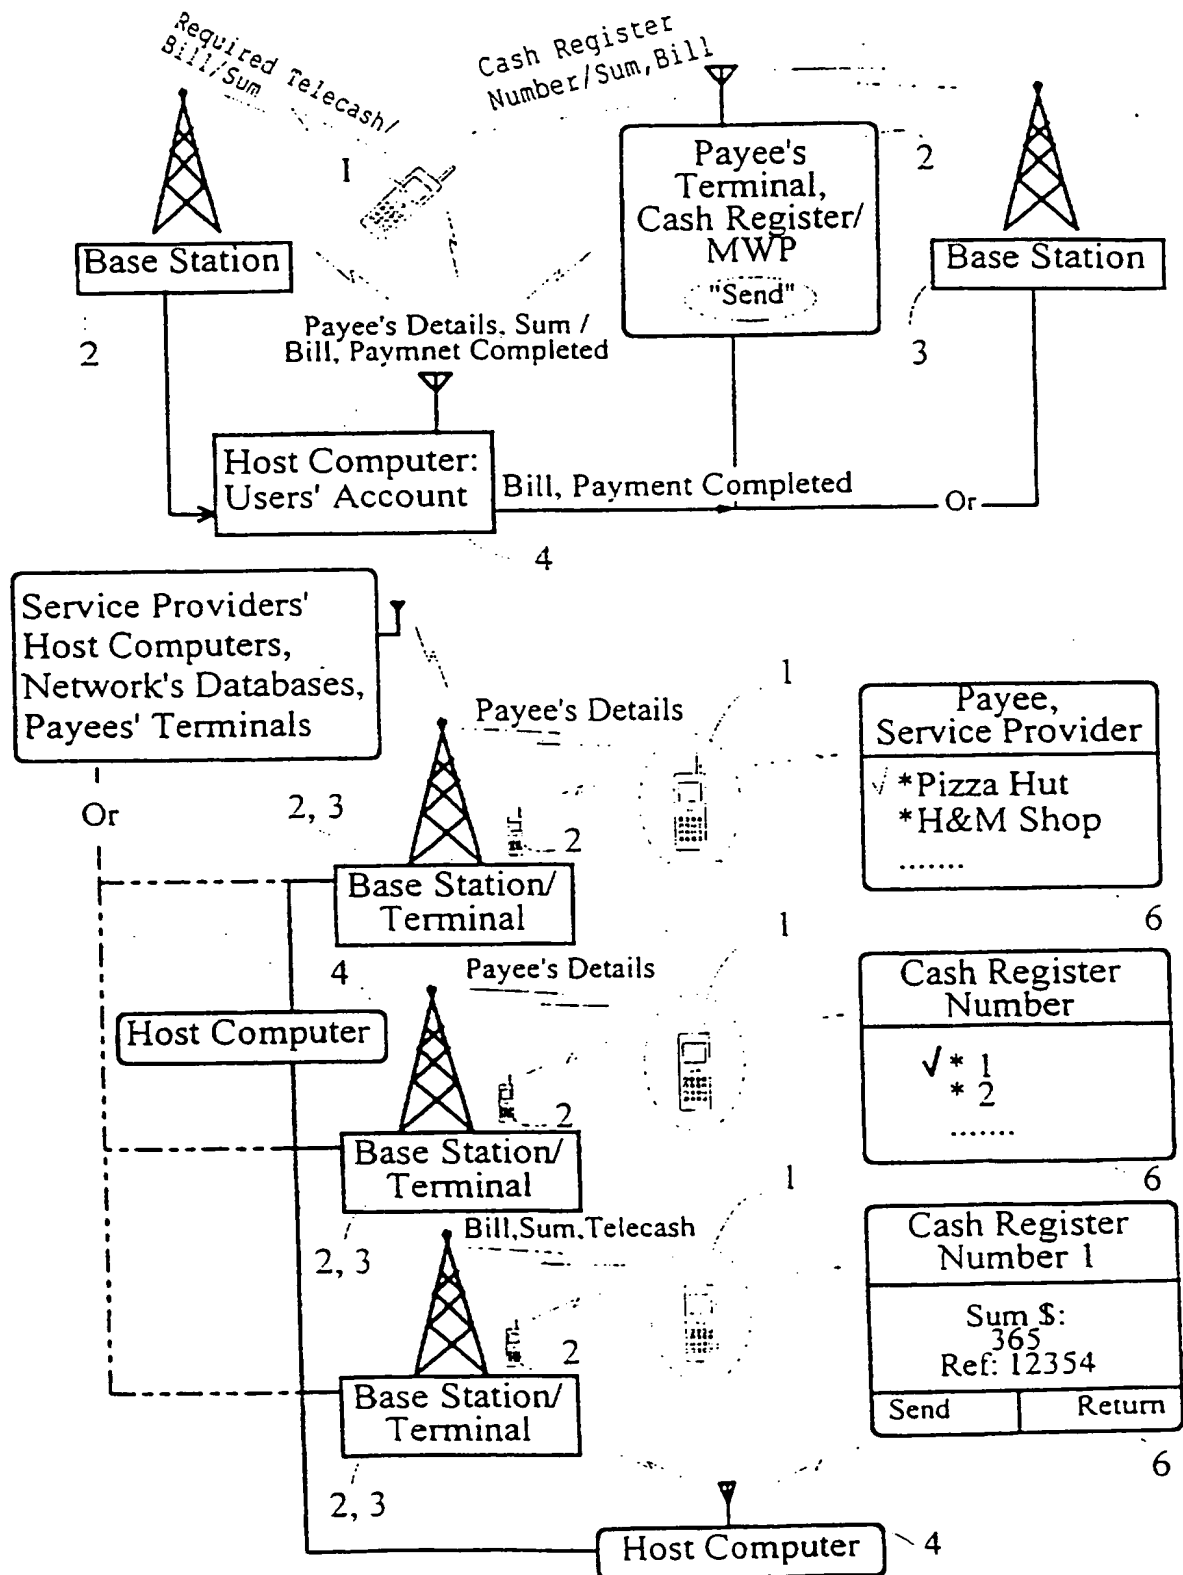 Required Telecash/
Bill/Sum
Cash Register
Number/Sum, Bill
1
Payee's
Terminal,
Cash Register/
MWP
"Send"
2
Base Station
2
Base Station
3
Payee's Details, Sum /
Bill, Paymnet Completed
Host Computer:
Users' Account
Bill, Payment Completed
Or
4
Service Providers'
Host Computers,
Network's Databases,
Payees' Terminals
Or
Payee's Details
1
2, 3
2
Base Station/
Terminal
Payee,
Service Provider
√ *Pizza Hut
*H&M Shop
.......
6
4
Host Computer
Payee's Details
1
2
Base Station/
Terminal
2, 3
Cash Register
Number
√ * 1
* 2
.......
6
Bill,Sum,Telecash
1
2
Base Station/
Terminal
2, 3
Cash Register
Number 1
Sum $:
365
Ref: 12354
Send
Return
6
Host Computer
4